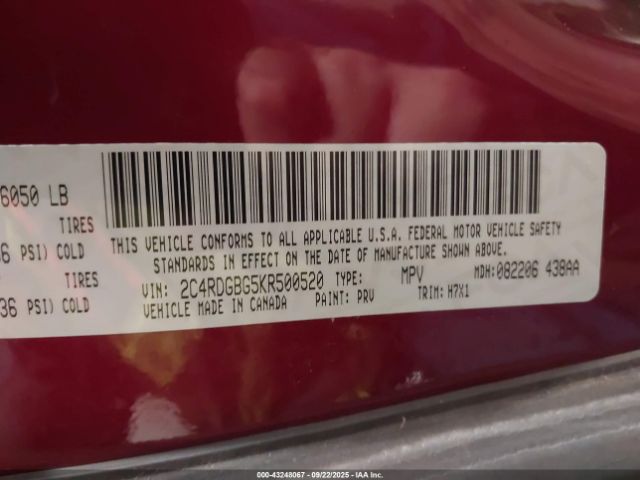 6050 LB
TIRES
PSI) COLD
36 PSI) COLD
THIS VEHICLE CONFORMS TO ALL APPLICABLE U.S.A. FEDERAL MOTOR VEHICLE SAFETY
STANDARDS IN EFFECT ON THE DATE OF MANUFACTURE SHOWN ABOVE.
VIN: 2C4RDGBG5KR500520 TYPE: MPV MDH: 082206 438AA
VEHICLE MADE IN CANADA PAINT: PRV TRIM: H7X1
TIRES
000-43248067 - 09/22/2025 - IAA Inc.